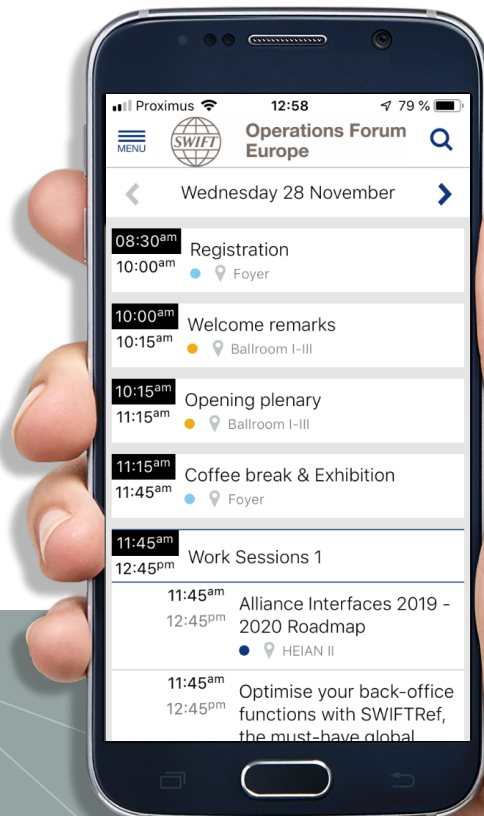 Proximus 12:58 79 %
MENU
SWIFT
Operations Forum
Europe
Wednesday 28 November
08:30am
10:00am
Registration
Foyer
10:00am
10:15am
Welcome remarks
Ballroom I-III
10:15am
11:15am
Opening plenary
Ballroom I-III
11:15am
11:45am
Coffee break & Exhibition
Foyer
11:45am
12:45pm
Work Sessions 1
11:45am
12:45pm
Alliance Interfaces 2019 -
2020 Roadmap
HEIAN II
11:45am
12:45pm
Optimise your back-office
functions with SWIFTRef,
the must-have global